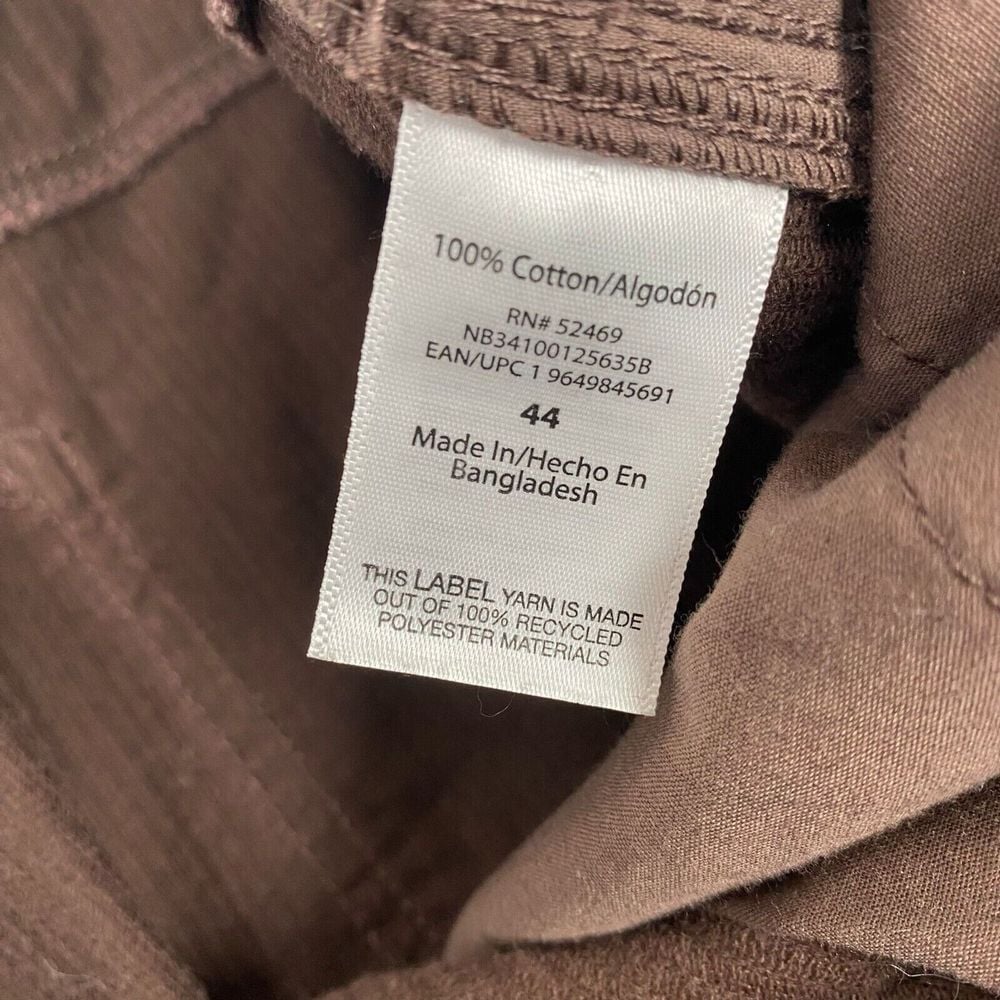 100% Cotton/Algodón
RN# 52469
NB34100125635B
EAN/UPC 1 9649845691
44
Made In/Hecho En
Bangladesh
THIS LABEL YARN IS MADE
OUT OF 100% RECYCLED
POLYESTER MATERIALS